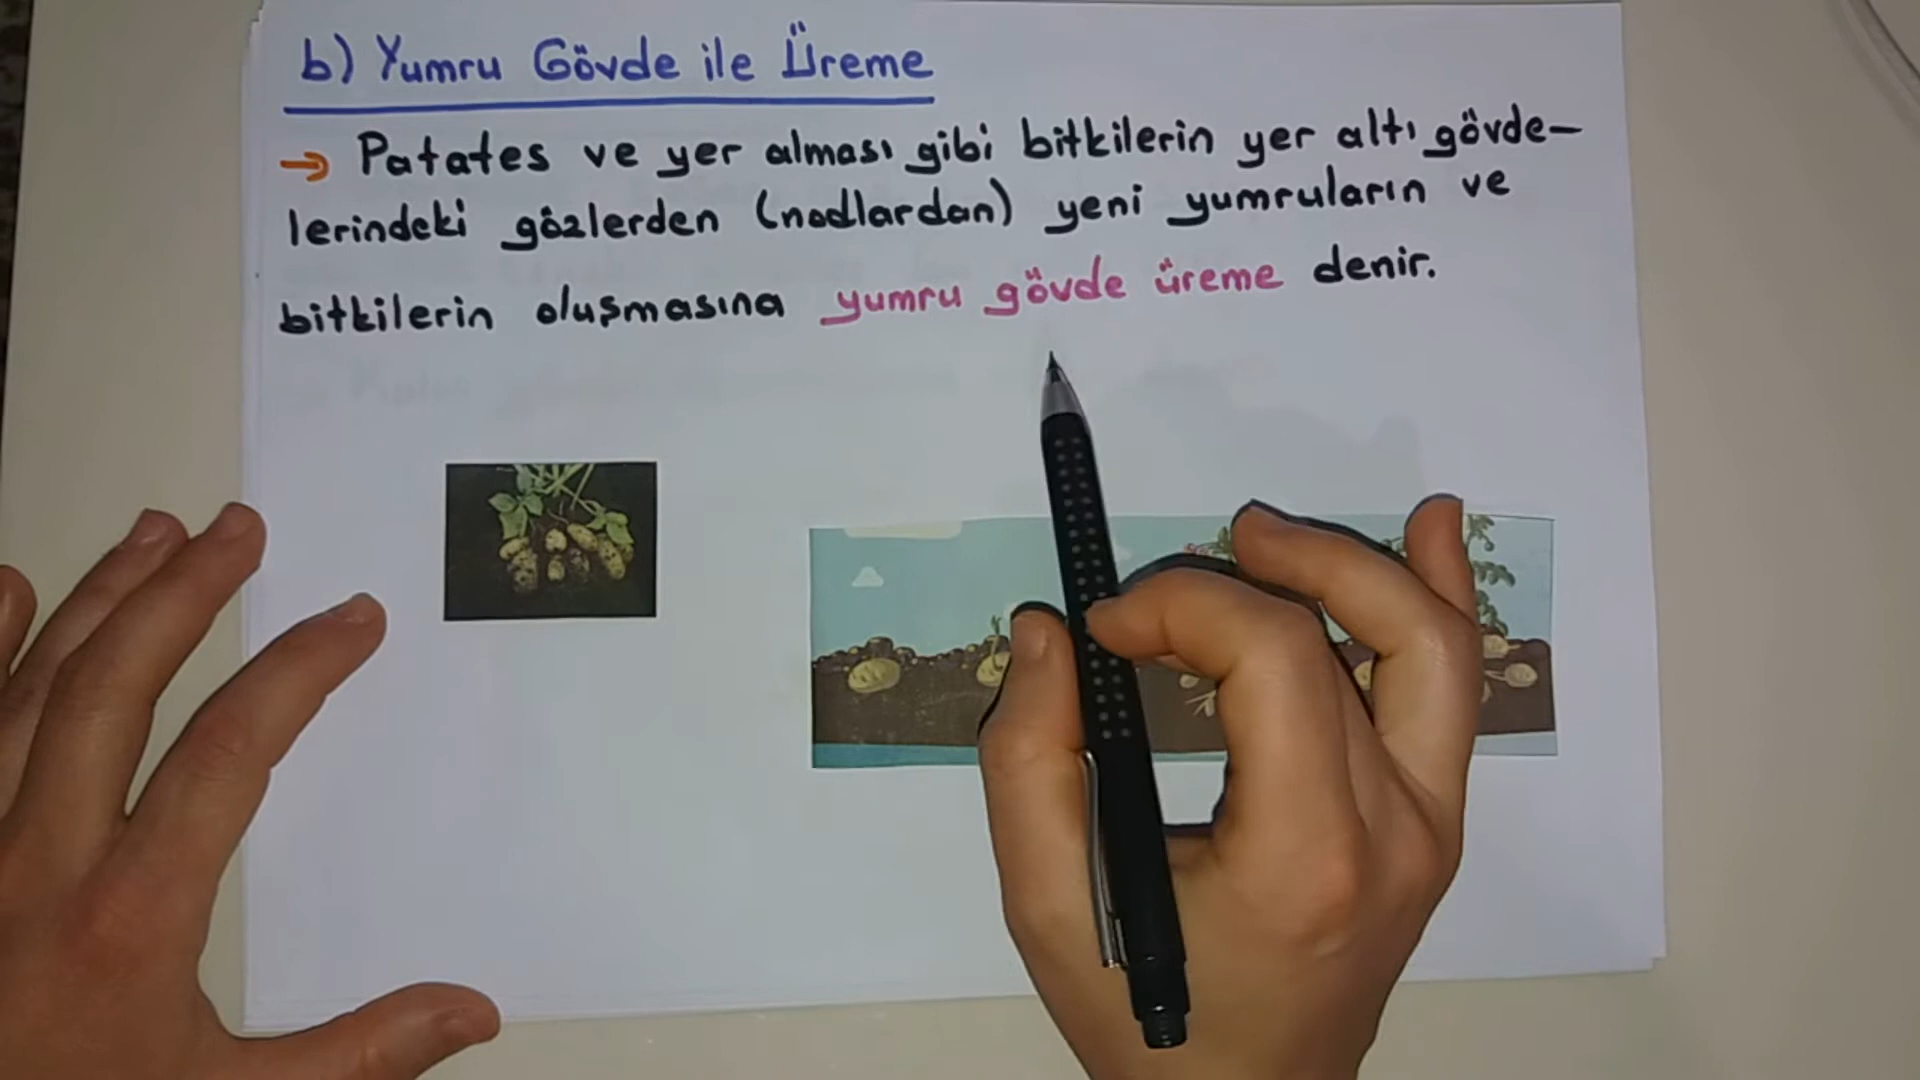 b) Yumru Gövde ile Üreme
→ Patates ve yer alması gibi bitkilerin yer altı gövde-
lerindeki gözlerden (nodlardan) yeni yumruların ve
bitkilerin oluşmasına yumru gövde üreme denir.